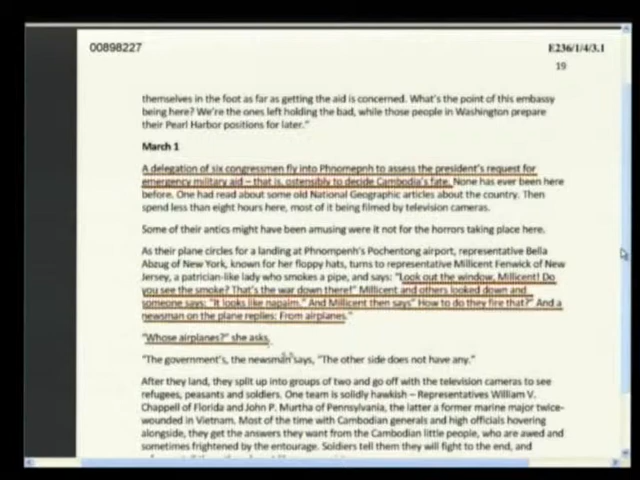 00898227
E236/1/4/3.1
19
themselves in the foot as far as getting the aid is concerned. What's the point of this embassy
being here? We're the ones left holding the bad, while those people in Washington prepare
their Pearl Harbor positions for later."
March 1
A delegation of six congressmen fly into Phnomepnh to assess the president's request for
emergency military aid – that is, ostensibly to decide Cambodia's fate. None has ever been here
before. One had read about some old National Geographic articles about the country. Then
spend less than eight hours here, most of it being filmed by television cameras.
Some of their antics might have been amusing were it not for the horrors taking place here.
As their plane circles for a landing at Phnompenh's Pochentong airport, representative Bella
Abzug of New York, known for her floppy hats, turns to representative Millicent Fenwick of New
Jersey, a patrician-like lady who smokes a pipe, and says: "Look out the window, Millicent! Do
you see the smoke? That's the war down there!" Millicent and others looked down and
someone says: "It looks like napalm." And Millicent then says" How to do they fire that?" And a
newsman on the plane replies: From airplanes."
"Whose airplanes?" she asks.
"The government's, the newsman says, "The other side does not have any."
After they land, they split up into groups of two and go off with the television cameras to see
refugees, peasants and soldiers. One team is solidly hawkish – Representatives William V.
Chappell of Florida and John P. Murtha of Pennsylvania, the latter a former marine major twice-
wounded in Vietnam. Most of the time with Cambodian generals and high officials hovering
alongside, they get the answers they want from the Cambodian little people, who are awed and
sometimes frightened by the entourage. Soldiers tell them they will fight to the end, and